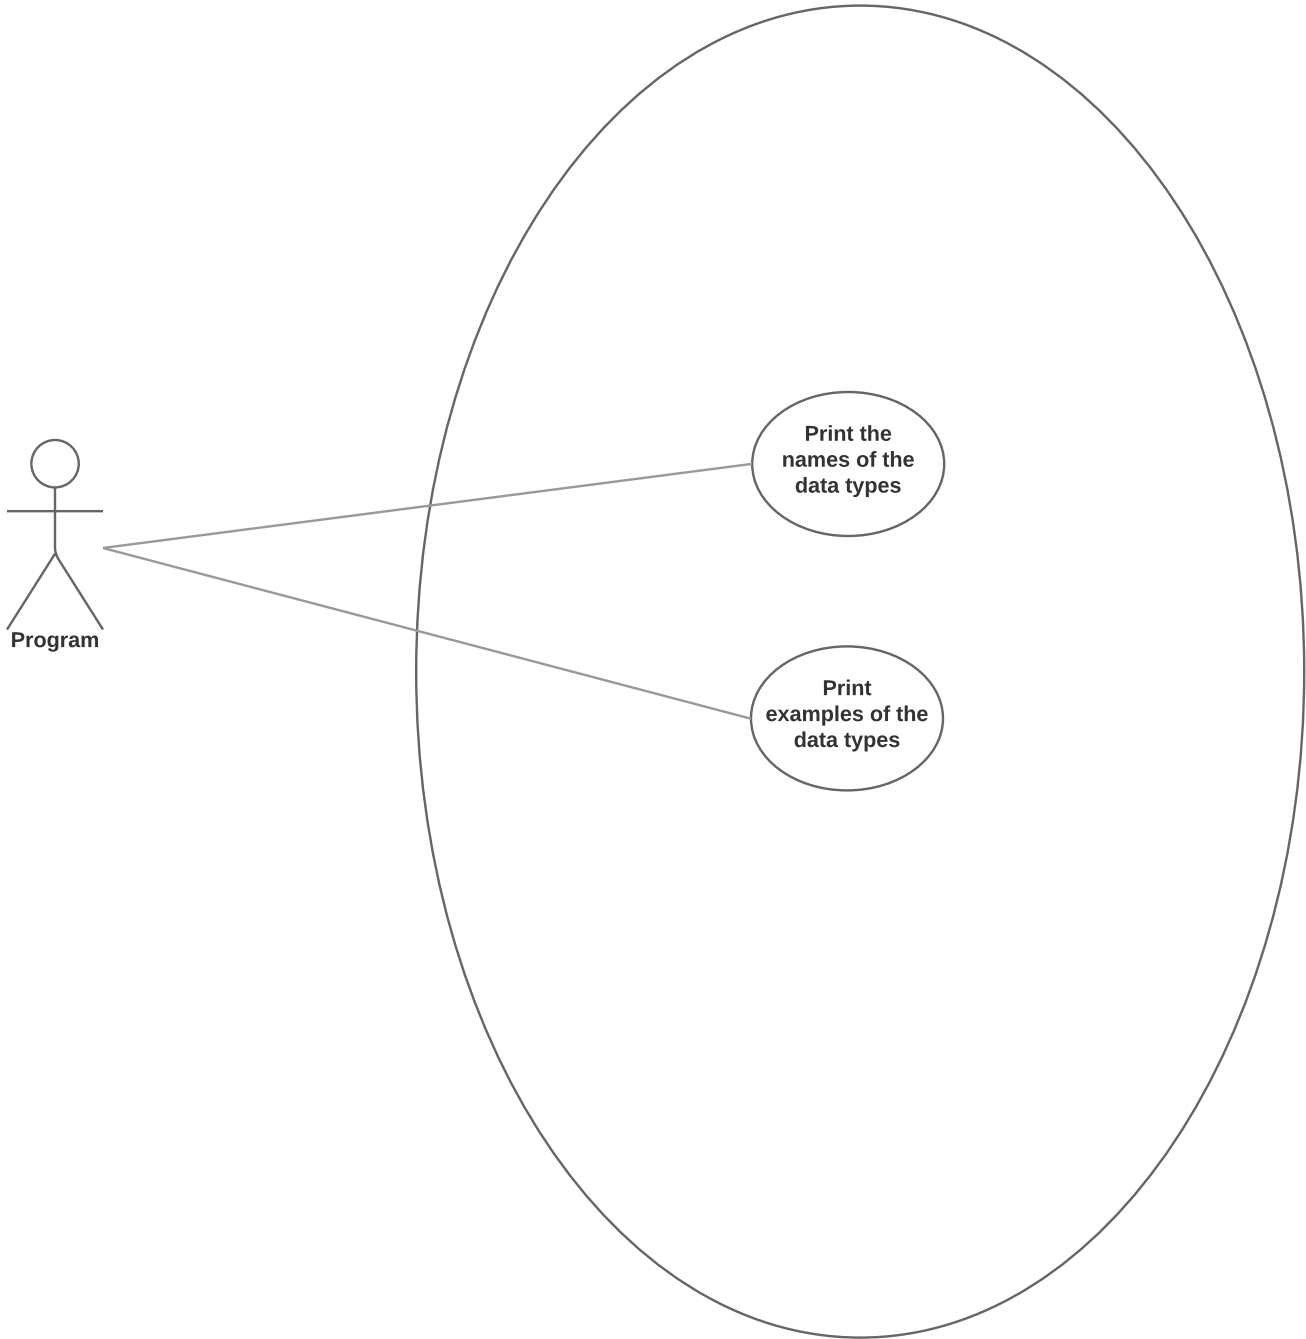 Print the
names of the
data types
Program
Print
examples of the
data types